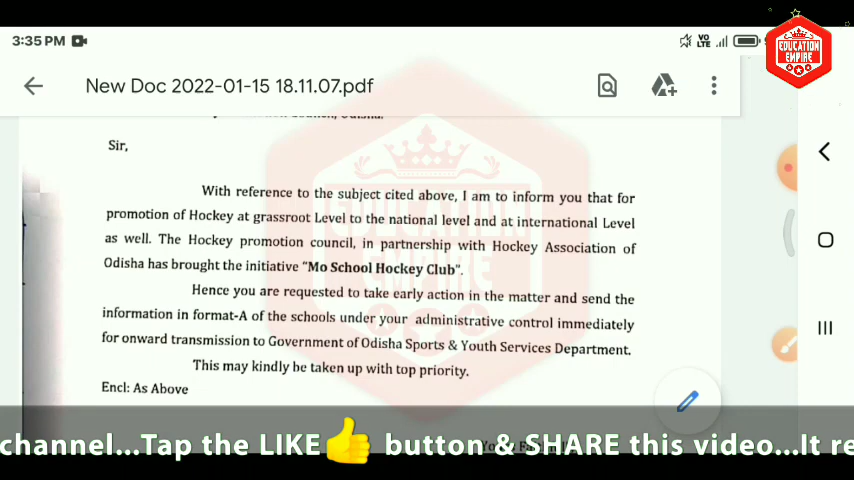 3:35 PM
VO
LTE
EDUCATION
EMPIRE
New Doc 2022-01-15 18.11.07.pdf
Sir,
With reference to the subject cited above, I am to inform you that for
promotion of Hockey at grassroot Level to the national level and at international Level
as well. The Hockey promotion council, in partnership with Hockey Association of
Odisha has brought the initiative "Mo School Hockey Club".
Hence you are requested to take early action in the matter and send the
information in format-A of the schools under your administrative control immediately
for onward transmission to Government of Odisha Sports & Youth Services Department.
This may kindly be taken up with top priority.
Encl: As Above
channel...Tap the LIKE button & SHARE this video...It re